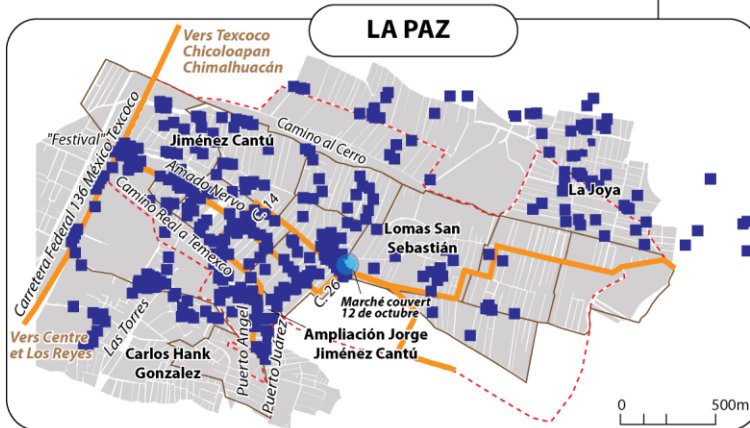 LA PAZ
Vers Texcoco
Chicoloapan
Chimalhuacán
"Festival"
Jiménez Cantú
Camino al Cerro
Carretera Federal 136 México Texcoco
Amado Nervo
C. 14
La Joya
Camino Real a Temexco
Lomas San
Sebastián
C. 26
Marché couvert
12 de octubre
Vers Centre
et Los Reyes
Las Torres
Carlos Hank
Gonzalez
Puerto Angel
Puerto Juárez
Ampliación Jorge
Jiménez Cantú
0
500m